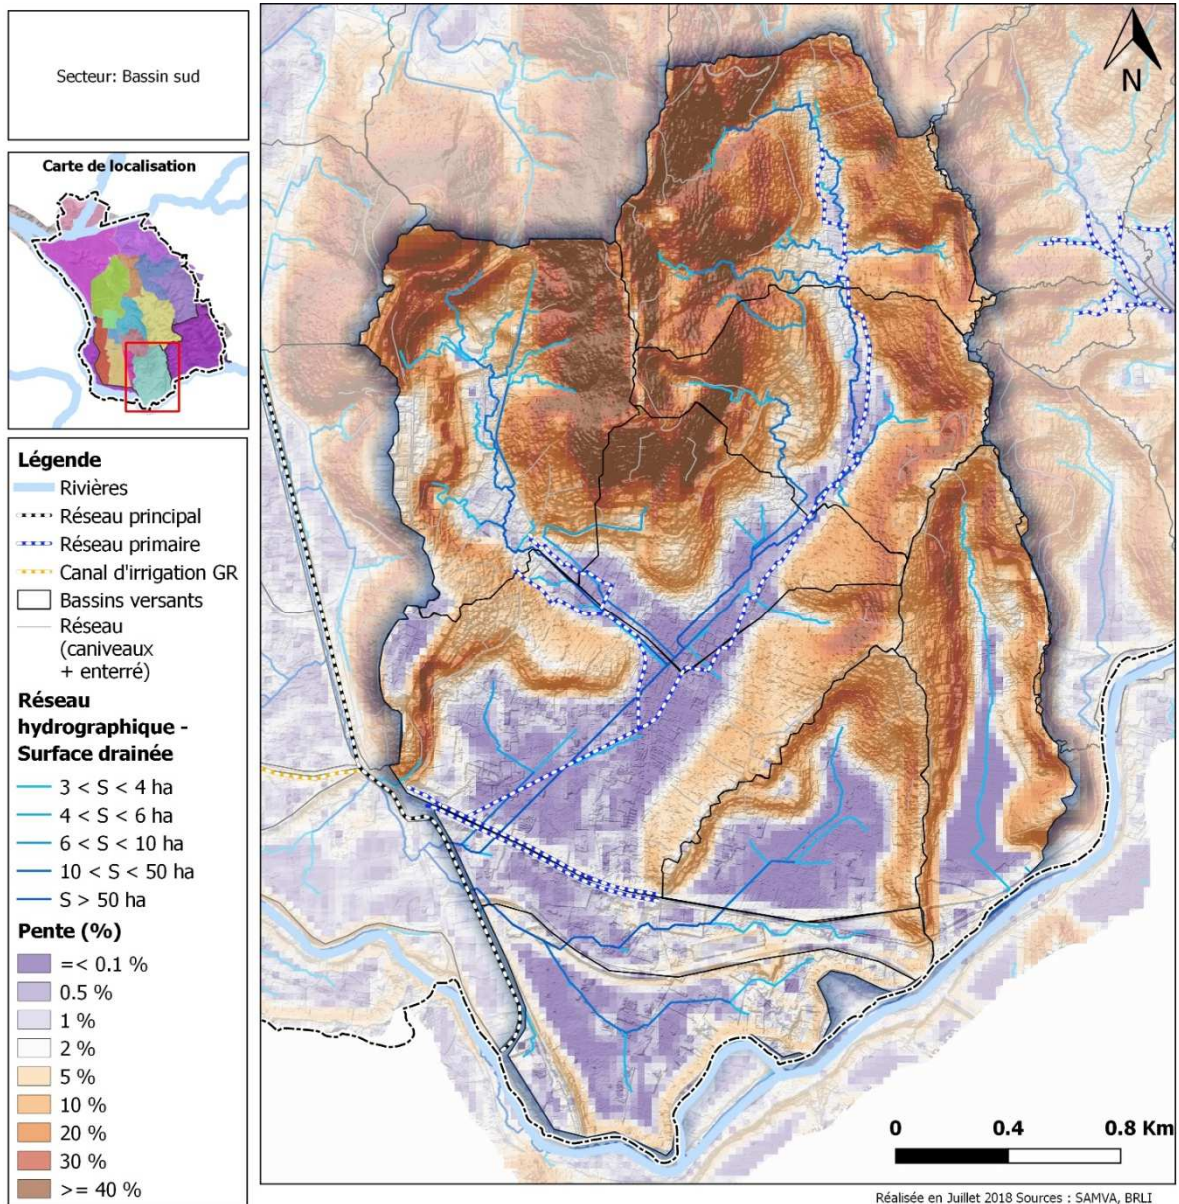 Secteur: Bassin sud
Carte de localisation
Légende
Rivières
Réseau principal
Réseau primaire
Canal d'irrigation GR
Bassins versants
Réseau
(caniveaux
+ enterré)
Réseau
hydrographique -
Surface drainée
3 < S < 4 ha
4 < S < 6 ha
6 < S < 10 ha
10 < S < 50 ha
S > 50 ha
Pente (%)
=< 0.1 %
0.5 %
1 %
2 %
5 %
10 %
20 %
30 %
>= 40 %
N
0 0.4 0.8 Km
Réalisée en Juillet 2018 Sources : SAMVA, BRLI